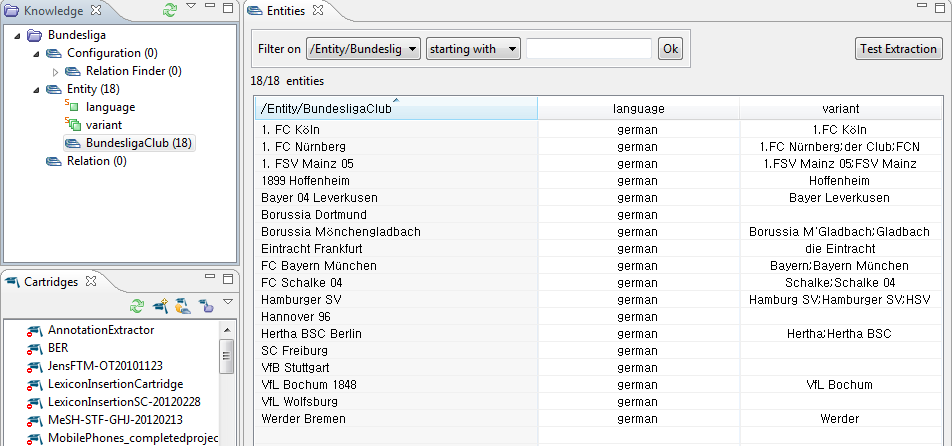 Knowledge
Bundesliga
Configuration (0)
Relation Finder (0)
Entity (18)
language
variant
BundesligaClub (18)
Relation (0)
Cartridges
AnnotationExtractor
BER
JensFTM-OT20101123
LexiconInsertionCartridge
LexiconInsertionSC-20120228
MeSH-STF-GHJ-20120213
MobilePhones_completedprojec
Entities
Filter on /Entity/Bundeslig starting with Ok Test Extraction
18/18 entities
/Entity/BundesligaClub language variant
1. FC Köln german 1.FC Köln
1. FC Nürnberg german 1.FC Nürnberg;der Club;FCN
1. FSV Mainz 05 german 1.FSV Mainz 05;FSV Mainz
1899 Hoffenheim german Hoffenheim
Bayer 04 Leverkusen german Bayer Leverkusen
Borussia Dortmund german
Borussia Mönchengladbach german Borussia M'Gladbach;Gladbach
Eintracht Frankfurt german die Eintracht
FC Bayern München german Bayern;Bayern München
FC Schalke 04 german Schalke;Schalke 04
Hamburger SV german Hamburg SV;Hamburger SV;HSV
Hannover 96 german
Hertha BSC Berlin german Hertha;Hertha BSC
SC Freiburg german
VfB Stuttgart german
VfL Bochum 1848 german VfL Bochum
VfL Wolfsburg german
Werder Bremen german Werder